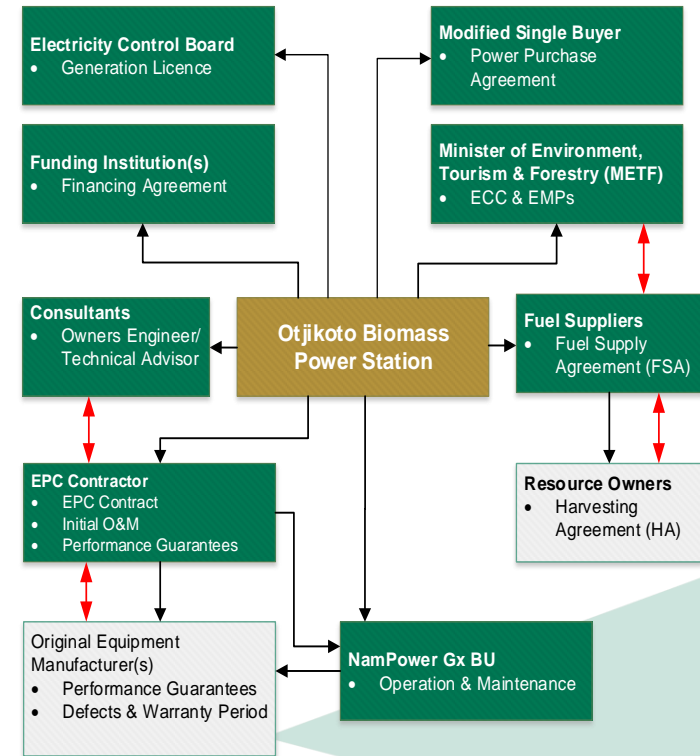 Electricity Control Board
• Generation Licence
Modified Single Buyer
• Power Purchase
Agreement
Funding Institution(s)
• Financing Agreement
Minister of Environment,
Tourism & Forestry (METF)
• ECC & EMPs
Consultants
• Owners Engineer/
Technical Advisor
Otjikoto Biomass
Power Station
Fuel Suppliers
• Fuel Supply
Agreement (FSA)
EPC Contractor
• EPC Contract
• Initial O&M
• Performance Guarantees
Resource Owners
• Harvesting
Agreement (HA)
Original Equipment
Manufacturer(s)
• Performance Guarantees
• Defects & Warranty Period
NamPower Gx BU
• Operation & Maintenance